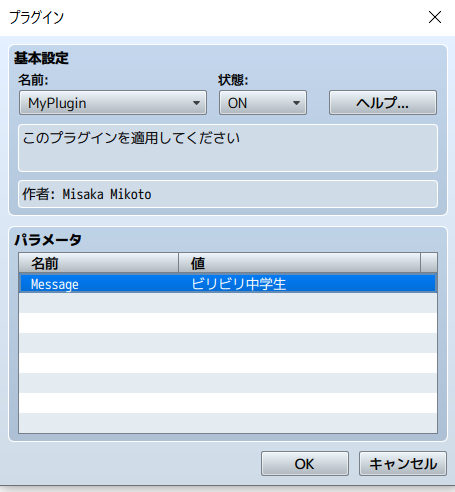 プラグイン
基本設定
名前: 状態:
MyPlugin ON ヘルプ...
このプラグインを適用してください
作者: Misaka Mikoto
パラメータ
名前 値
Message ビリビリ中学生
OK キャンセル